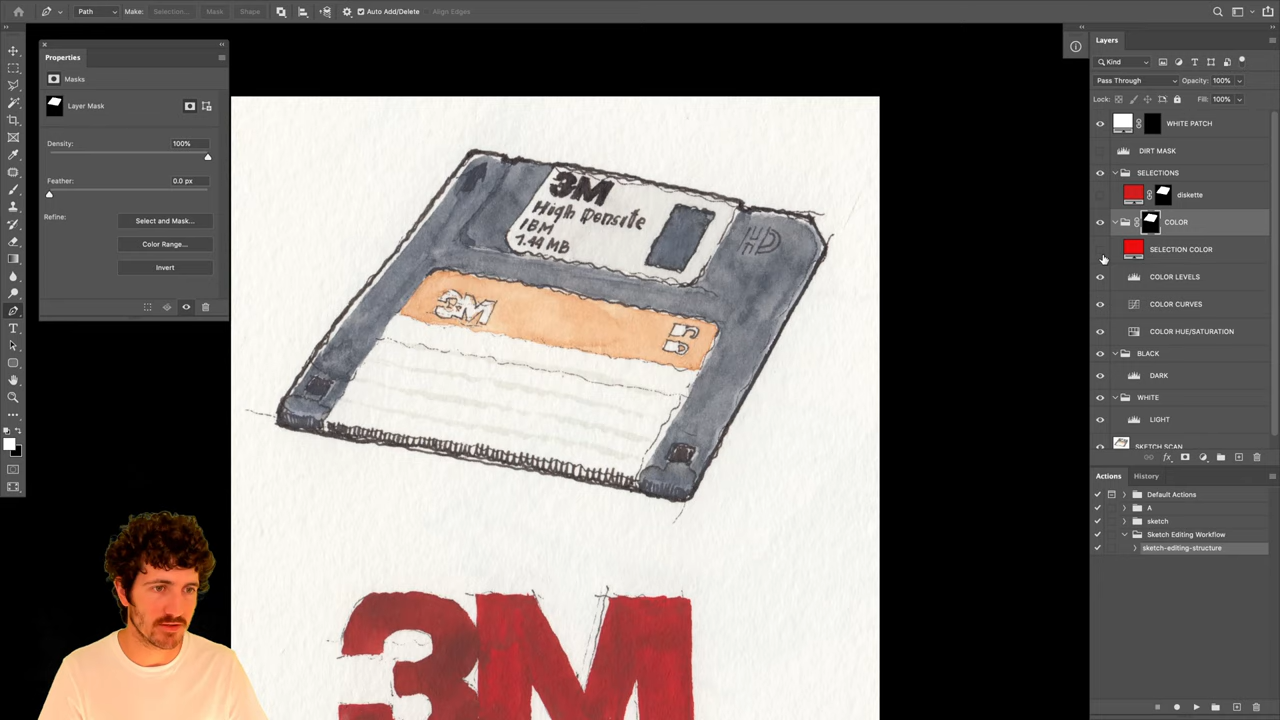 Path
Make:
Selection...
Mask
Shape
Auto Add/Delete
Align Edges
Properties
Masks
Layer Mask
Density:
100%
Feather:
0.0 px
Refine:
Select and Mask...
Color Range...
Invert
3M
High Density
IBM
1.44 MB
HD
3M
3M
Layers
Kind
Pass Through
Opacity: 100%
Lock:
Fill: 100%
WHITE PATCH
DIRT MASK
SELECTIONS
diskette
COLOR
SELECTION COLOR
COLOR LEVELS
COLOR CURVES
COLOR HUE/SATURATION
BLACK
DARK
WHITE
LIGHT
SKETCH SCAN
Actions
History
Default Actions
A
sketch
Sketch Editing Workflow
sketch-editing-structure